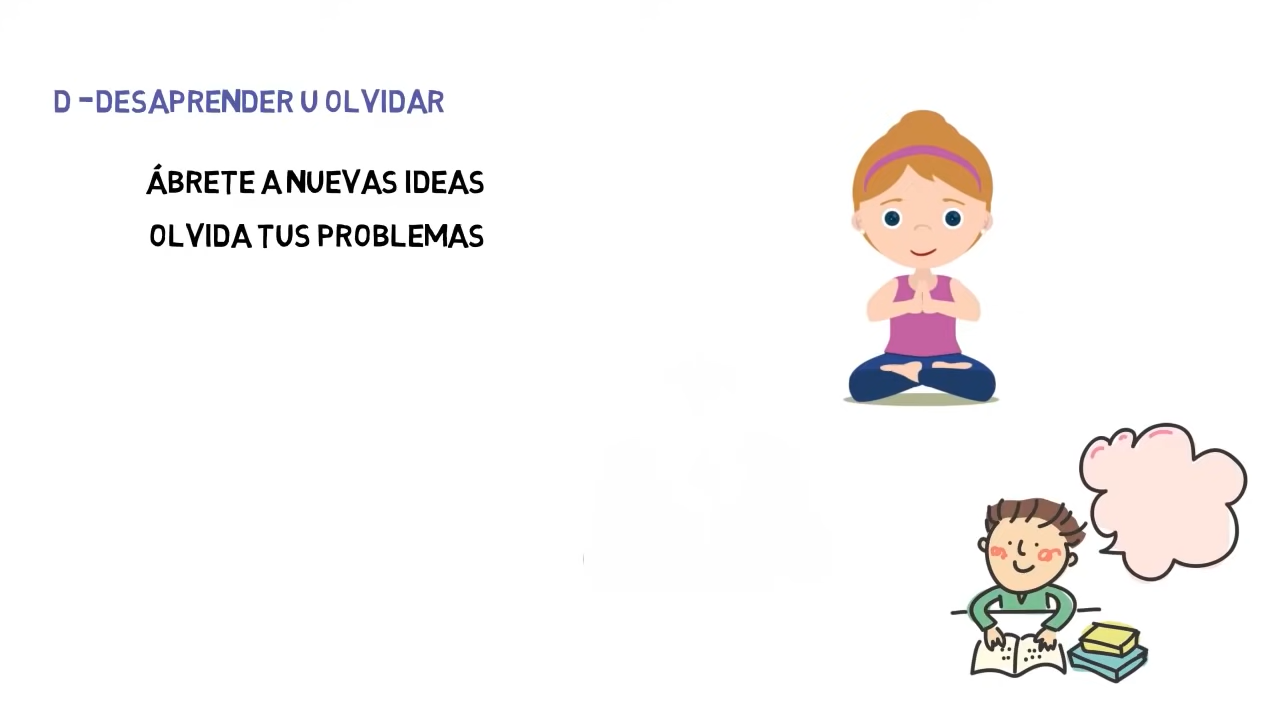 D -DESAPRENDER U OLVIDAR
ÁBRETE A NUEVAS IDEAS
OLVIDA TUS PROBLEMAS